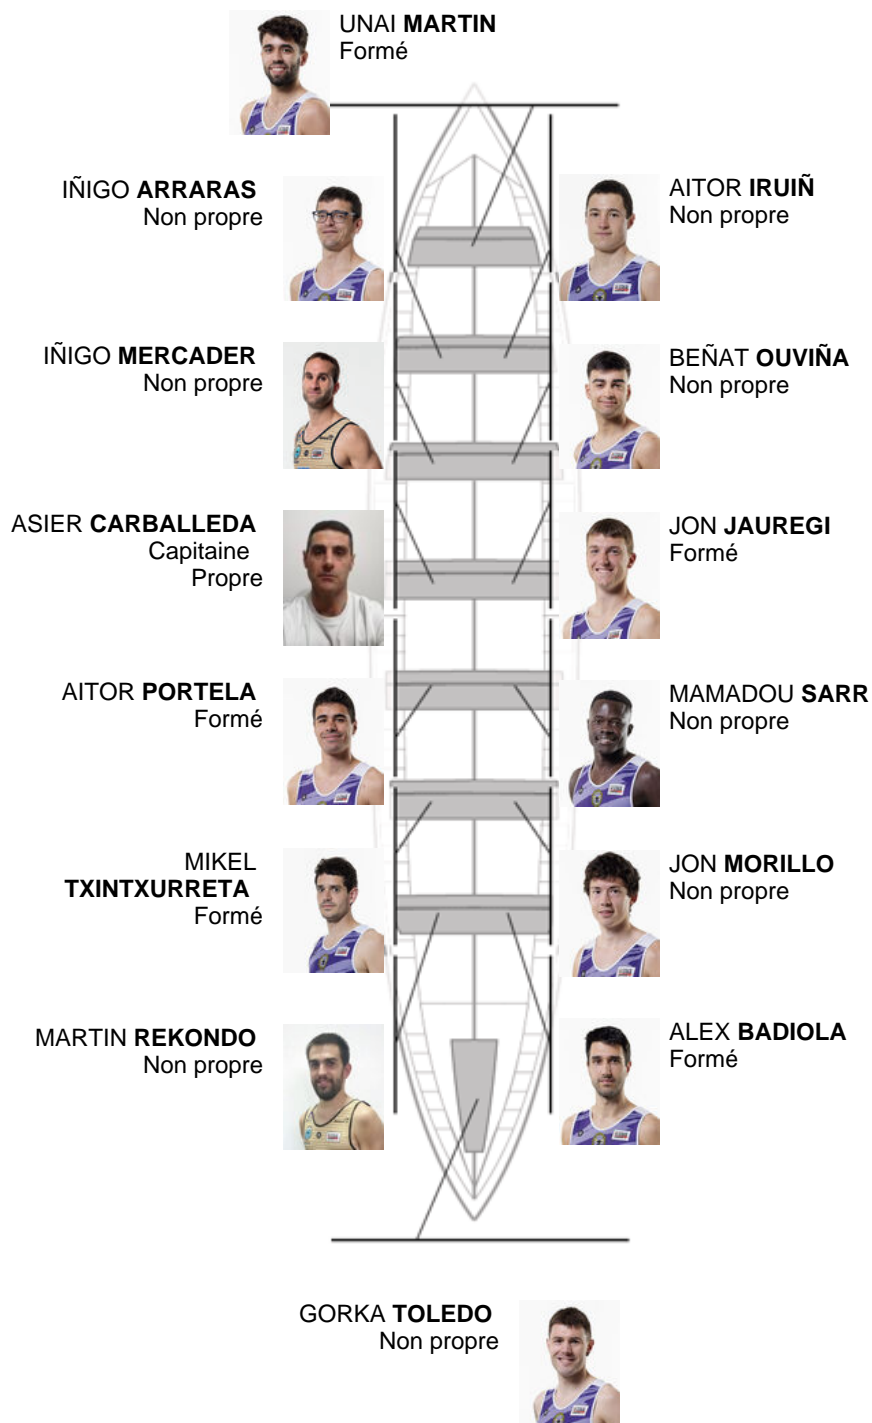 UNAI MARTIN
Formé
IÑIGO ARRARAS
Non propre
AITOR IRUIÑ
Non propre
IÑIGO MERCADER
Non propre
BEÑAT OUVIÑA
Non propre
ASIER CARBALLEDA
Capitaine
Propre
JON JAUREGI
Formé
AITOR PORTELA
Formé
MAMADOU SARR
Non propre
MIKEL
TXINTXURRETA
Formé
JON MORILLO
Non propre
MARTIN REKONDO
Non propre
ALEX BADIOLA
Formé
GORKA TOLEDO
Non propre